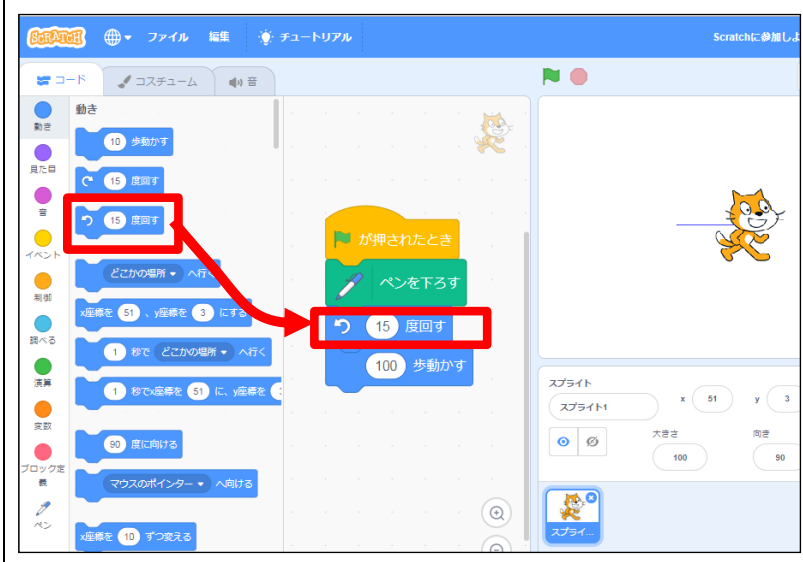 SCRATCH ファイル 編集 チュートリアル Scratchに参加しよ
コード コスチューム 音
動き
見た目
音
イベント
制御
調べる
演算
変数
ブロック定義
ペン
動き
10 歩動かす
15 度回す
15 度回す
どこかの場所 へ行く
x座標を 51 、y座標を 3 にする
1 秒で どこかの場所 へ行く
1 秒でx座標を 51 に、y座標を
90 度に向ける
マウスのポインター へ向ける
x座標を 10 ずつ変える
が押されたとき
ペンを下ろす
15 度回す
100 歩動かす
スプライト
スプライト1 x 51 y 3
大きさ 向き
100 90
スプライ...